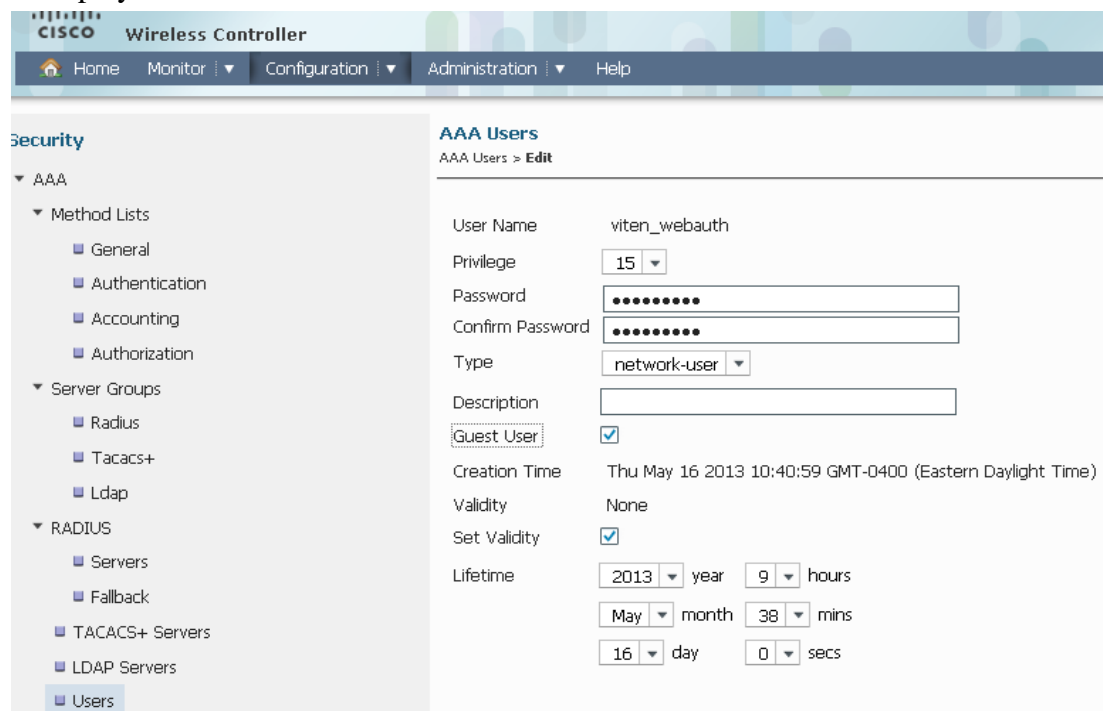 CISCO Wireless Controller
Home Monitor Configuration Administration Help
Security
AAA
Method Lists
General
Authentication
Accounting
Authorization
Server Groups
Radius
Tacacs+
Ldap
RADIUS
Servers
Fallback
TACACS+ Servers
LDAP Servers
Users
AAA Users
AAA Users > Edit
User Name viten_webauth
Privilege 15
Password •••••••••
Confirm Password •••••••••
Type network-user
Description
Guest User
Creation Time Thu May 16 2013 10:40:59 GMT-0400 (Eastern Daylight Time)
Validity None
Set Validity
Lifetime 2013 year 9 hours
May month 38 mins
16 day 0 secs